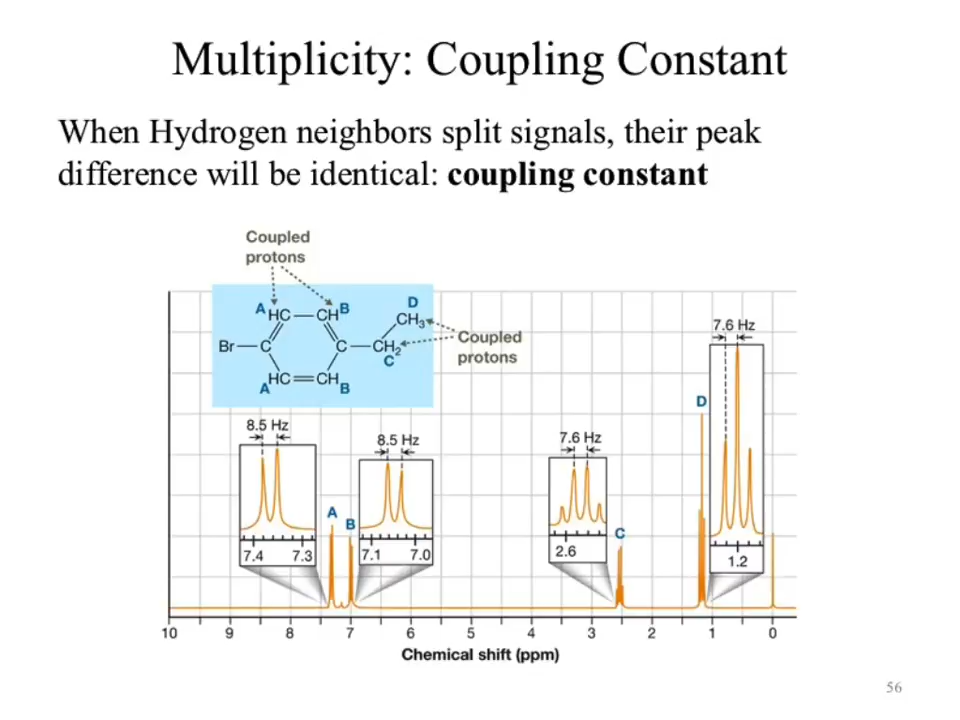 Multiplicity: Coupling Constant
When Hydrogen neighbors split signals, their peak
difference will be identical: coupling constant
Coupled
protons
A HC CH B D
CH3
Br C C CH2
C
Coupled
protons
HC CH
A B
7.6 Hz
8.5 Hz
8.5 Hz
7.6 Hz
D
A
B
C
7.4 7.3
7.1 7.0
2.6
1.2
10 9 8 7 6 5 4 3 2 1 0
Chemical shift (ppm)
56